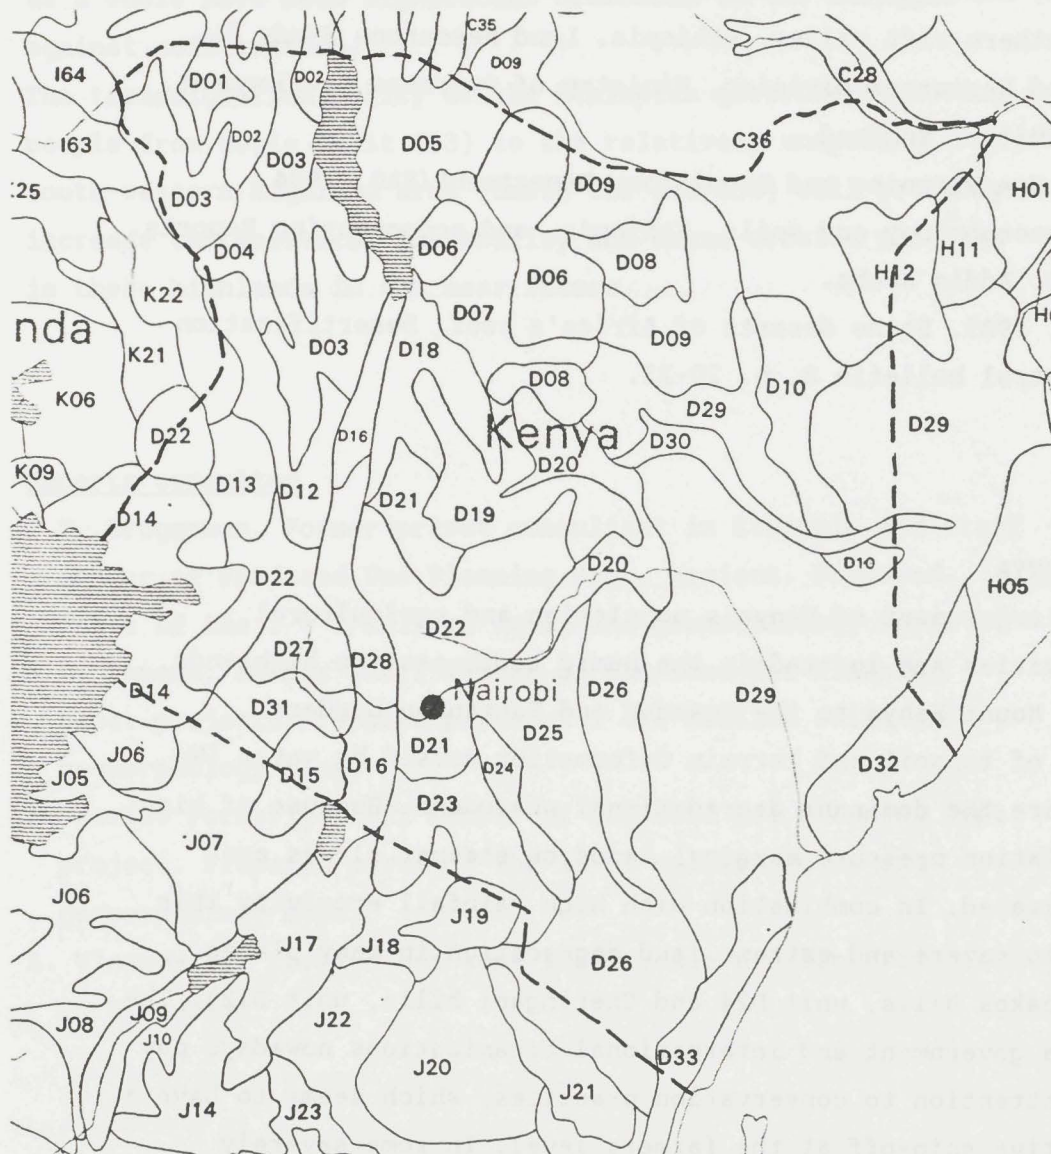 C35
I64
D01
D02
D09
C28
D02
I63
D03
D05
C36
D09
H01
.25
D03
D04
D06
D06
D08
H12
H11
K22
D07
nda
K21
D03
D18
D09
D08
K06
D10
D22
D16
Kenya
D29
D29
D30
D20
K09
D13
D12
D21
D19
D14
D20
D10
D22
H05
D22
D27
D28
D26
D14
Nairobi
D29
D31
D21
D25
J06
J05
D15
D16
D24
D32
D23
J07
J06
J19
J17
J18
D26
J08
J09
J10
J22
J20
D33
J21
J14
J23